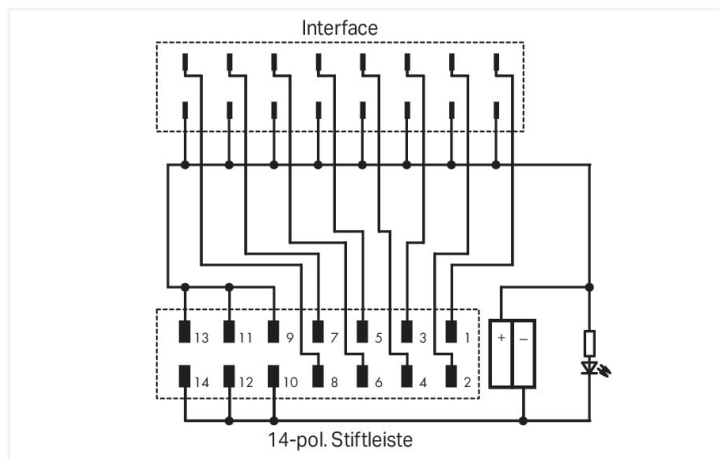 Interface
13 11 9 7 5 3 1 + –
14 12 10 8 6 4 2
14-pol. Stiftleiste